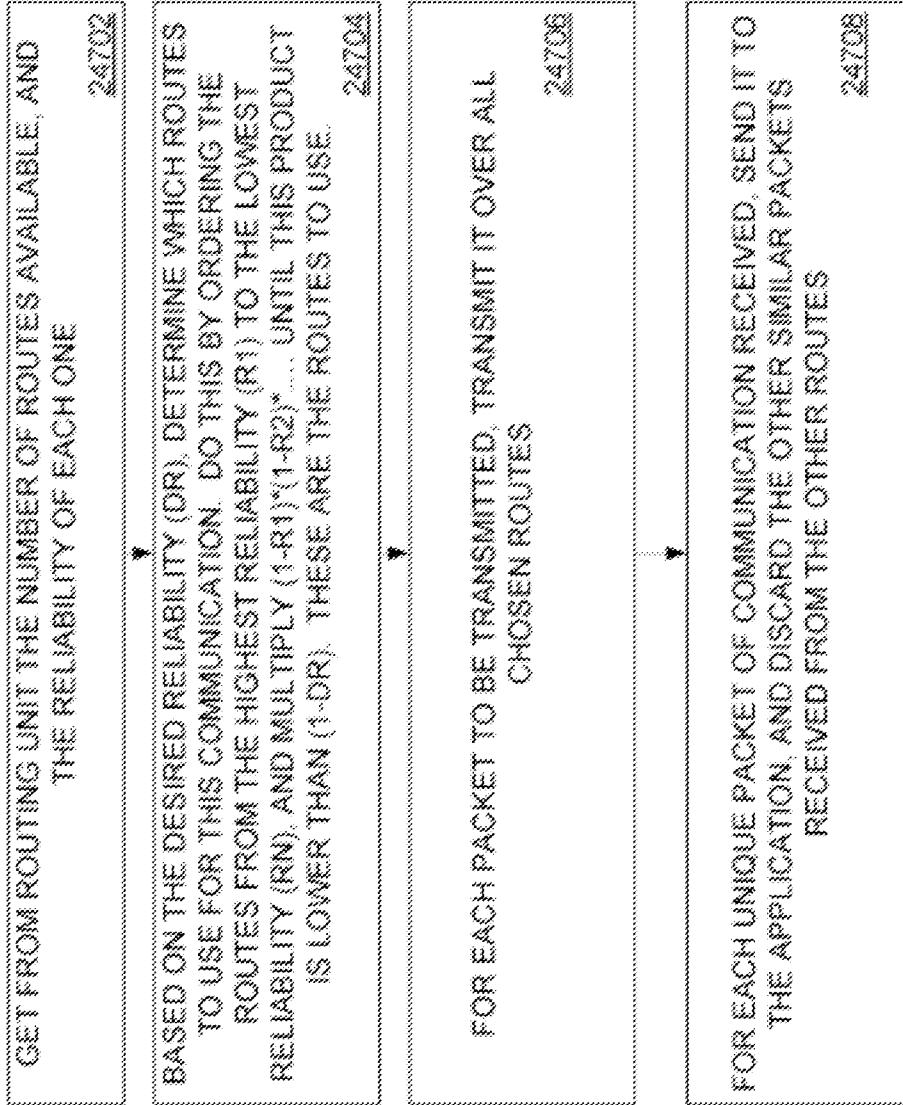 GET FROM ROUTING UNIT THE NUMBER OF ROUTES AVAILABLE, AND
THE RELIABILITY OF EACH ONE
24702
BASED ON THE DESIRED RELIABILITY (DR), DETERMINE WHICH ROUTES
TO USE FOR THIS COMMUNICATION. DO THIS BY ORDERING THE
ROUTES FROM THE HIGHEST RELIABILITY (R1) TO THE LOWEST
RELIABILITY (RN), AND MULTIPLY (1-R1)*(1-R2)*.... UNTIL THIS PRODUCT
IS LOWER THAN (1-DR). THESE ARE THE ROUTES TO USE.
24704
FOR EACH PACKET TO BE TRANSMITTED, TRANSMIT IT OVER ALL
CHOSEN ROUTES
24706
FOR EACH UNIQUE PACKET OF COMMUNICATION RECEIVED, SEND IT TO
THE APPLICATION, AND DISCARD THE OTHER SIMILAR PACKETS
RECEIVED FROM THE OTHER ROUTES
24708